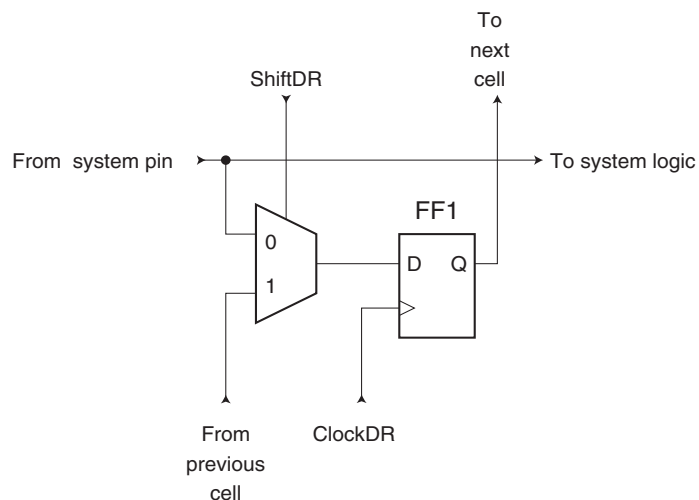 To
next
cell
ShiftDR
From system pin
To system logic
FF1
0
D Q
1
From
previous
cell
ClockDR